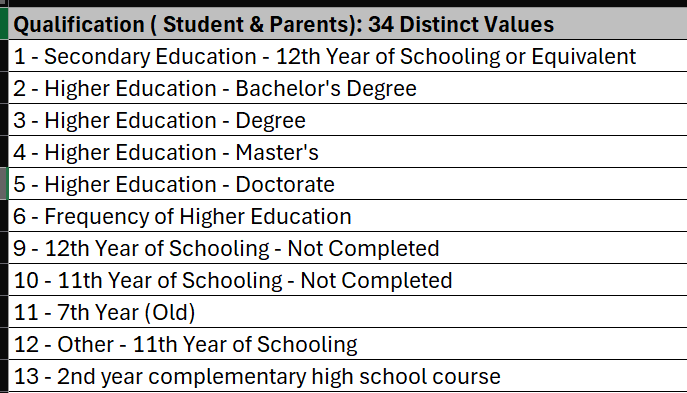 Qualification ( Student & Parents): 34 Distinct Values
1 - Secondary Education - 12th Year of Schooling or Equivalent
2 - Higher Education - Bachelor's Degree
3 - Higher Education - Degree
4 - Higher Education - Master's
5 - Higher Education - Doctorate
6 - Frequency of Higher Education
9 - 12th Year of Schooling - Not Completed
10 - 11th Year of Schooling - Not Completed
11 - 7th Year (Old)
12 - Other - 11th Year of Schooling
13 - 2nd year complementary high school course